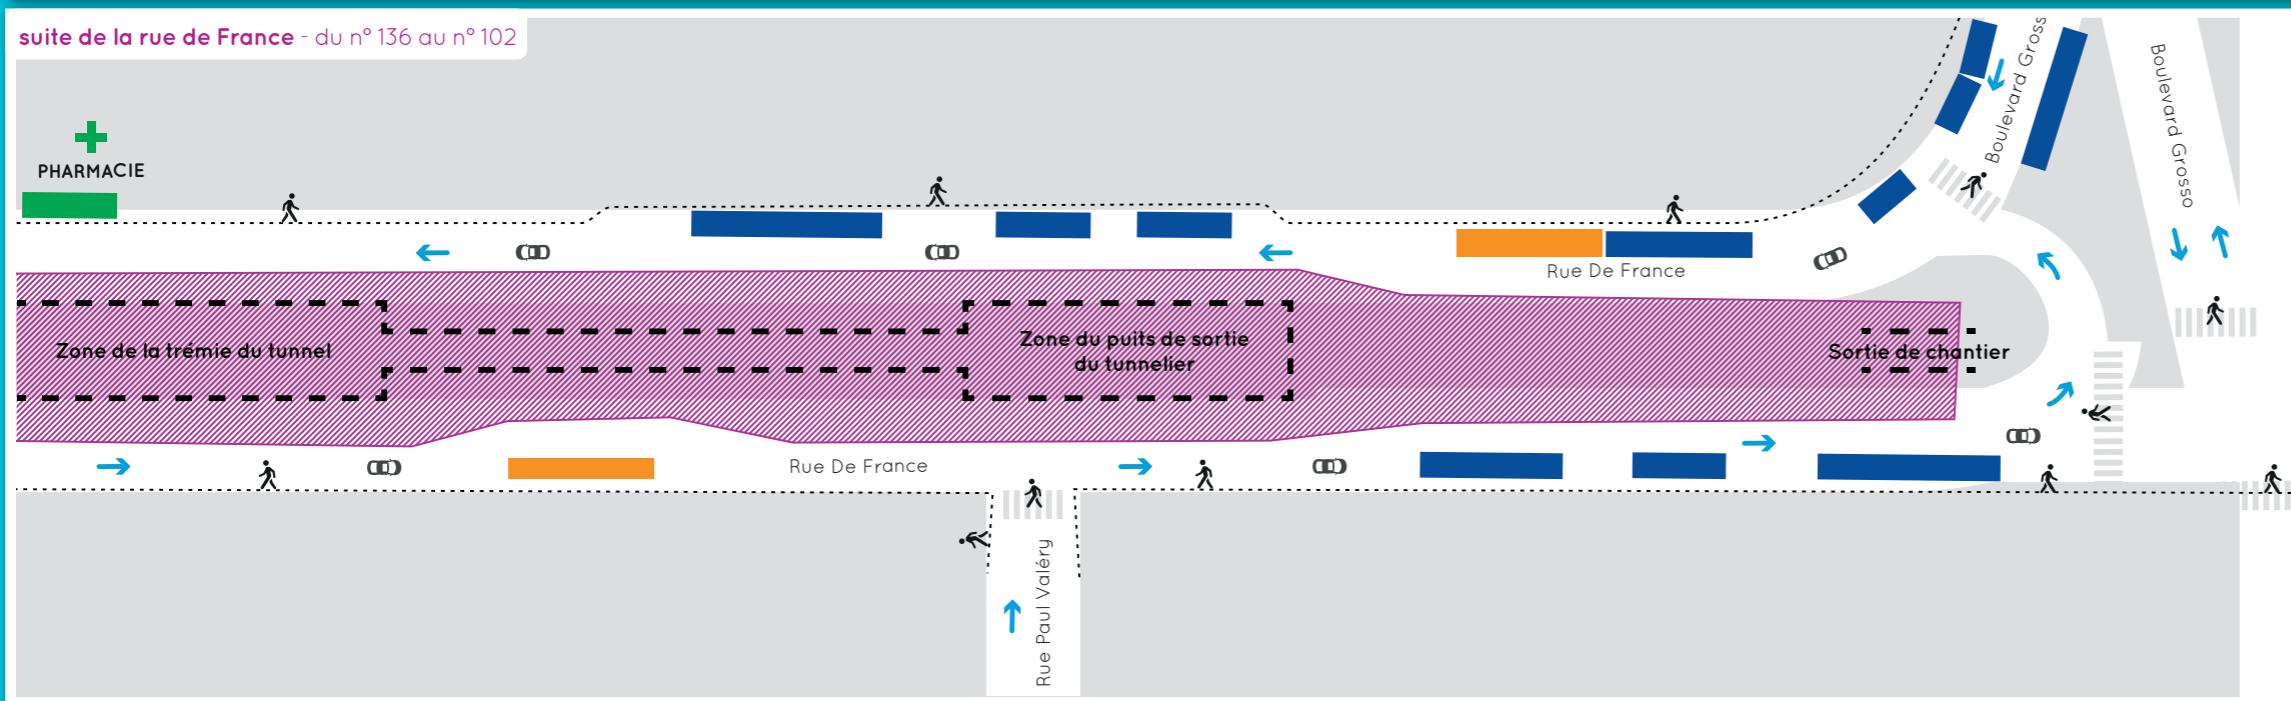 suite de la rue de France - du n° 136 au n° 102
PHARMACIE
Boulevard Gross
Boulevard Grosso
Rue De France
Zone de la trémie du tunnel
Zone du puits de sortie
du tunnelier
Sortie de chantier
Rue De France
Rue Paul Valéry